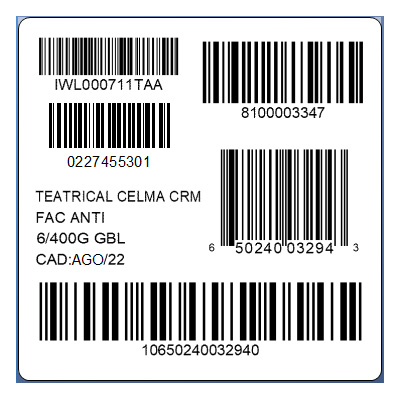 IWL000711TAA
8100003347
0227455301
TEATRICAL CELMA CRM
FAC ANTI
6/400G GBL
CAD:AGO/22
6 50240 03294 3
10650240032940